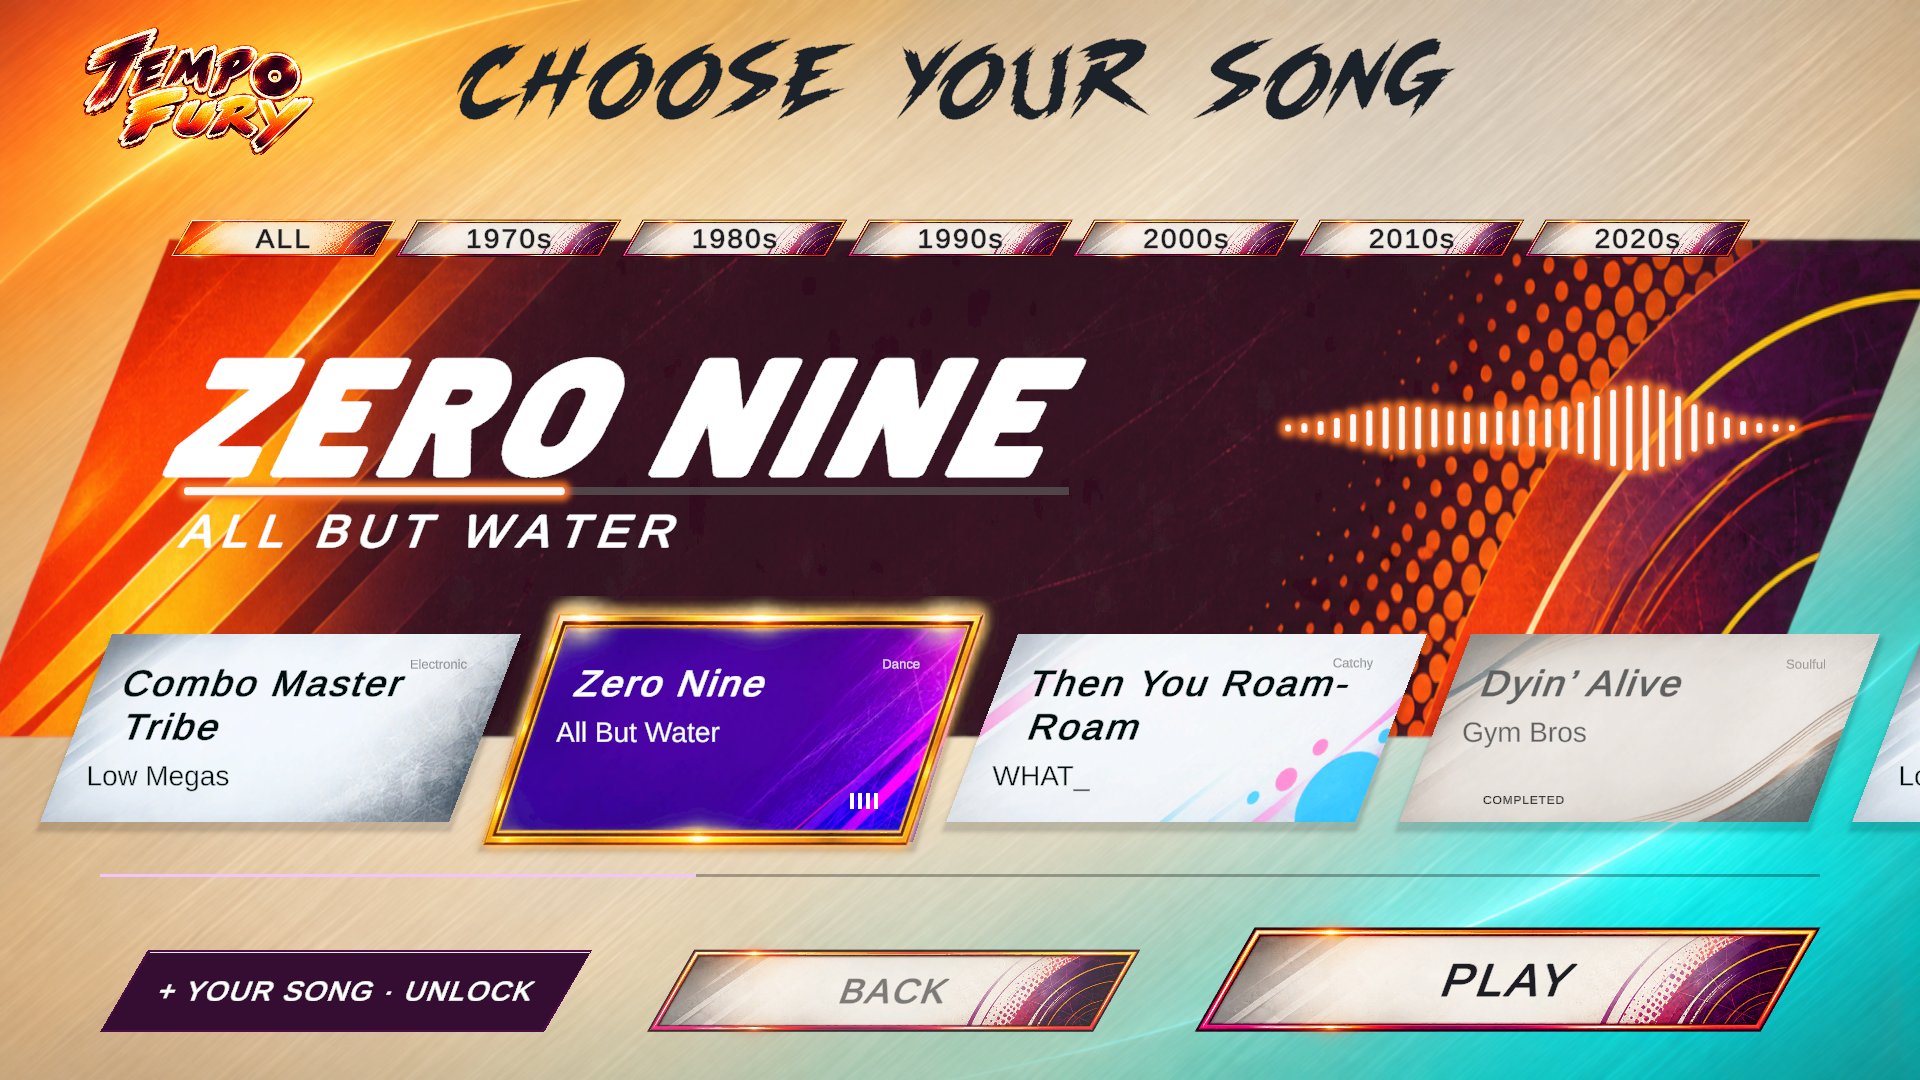 TEMPO
FURY
CHOOSE YOUR SONG
ALL
1970s
1980s
1990s
2000s
2010s
2020s
ZERO NINE
ALL BUT WATER
Combo Master
Tribe
Electronic
Low Megas
Zero Nine
Dance
All But Water
Then You Roam-
Roam
Catchy
WHAT_
Dyin’ Alive
Soulful
Gym Bros
COMPLETED
Lo
+ YOUR SONG · UNLOCK
BACK
PLAY